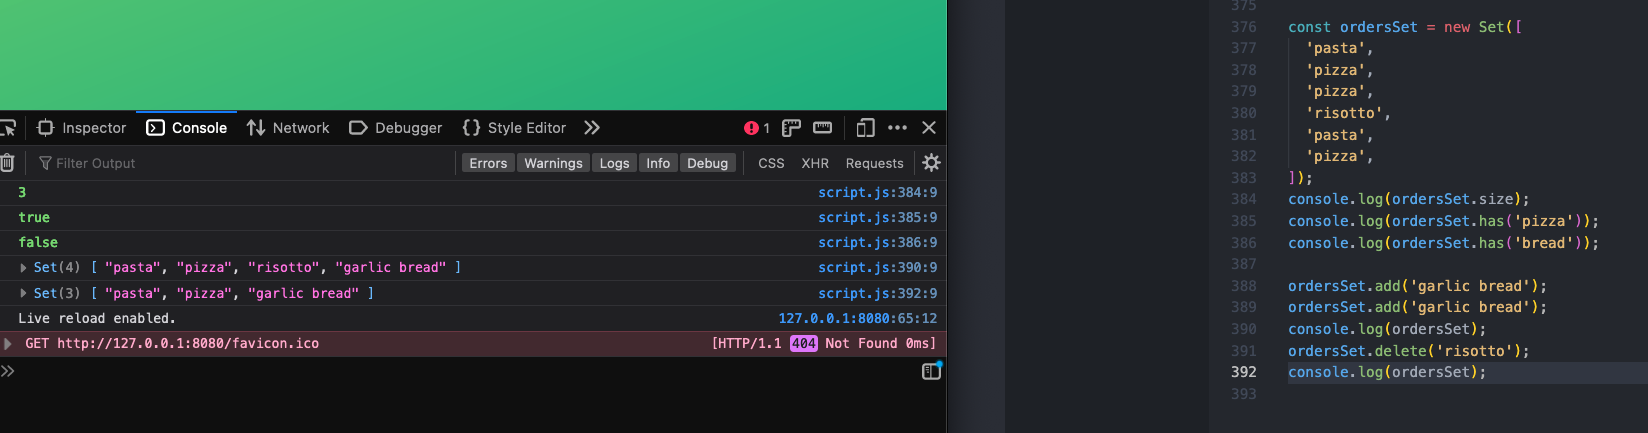 Inspector Console Network Debugger Style Editor 1
Filter Output Errors Warnings Logs Info Debug CSS XHR Requests
3 script.js:384:9
true script.js:385:9
false script.js:386:9
Set(4) [ "pasta", "pizza", "risotto", "garlic bread" ] script.js:390:9
Set(3) [ "pasta", "pizza", "garlic bread" ] script.js:392:9
Live reload enabled. 127.0.0.1:8080:65:12
GET http://127.0.0.1:8080/favicon.ico [HTTP/1.1 404 Not Found 0ms]
375
376 const ordersSet = new Set([
377 'pasta',
378 'pizza',
379 'pizza',
380 'risotto',
381 'pasta',
382 'pizza',
383 ]);
384 console.log(ordersSet.size);
385 console.log(ordersSet.has('pizza'));
386 console.log(ordersSet.has('bread'));
387
388 ordersSet.add('garlic bread');
389 ordersSet.add('garlic bread');
390 console.log(ordersSet);
391 ordersSet.delete('risotto');
392 console.log(ordersSet);
393